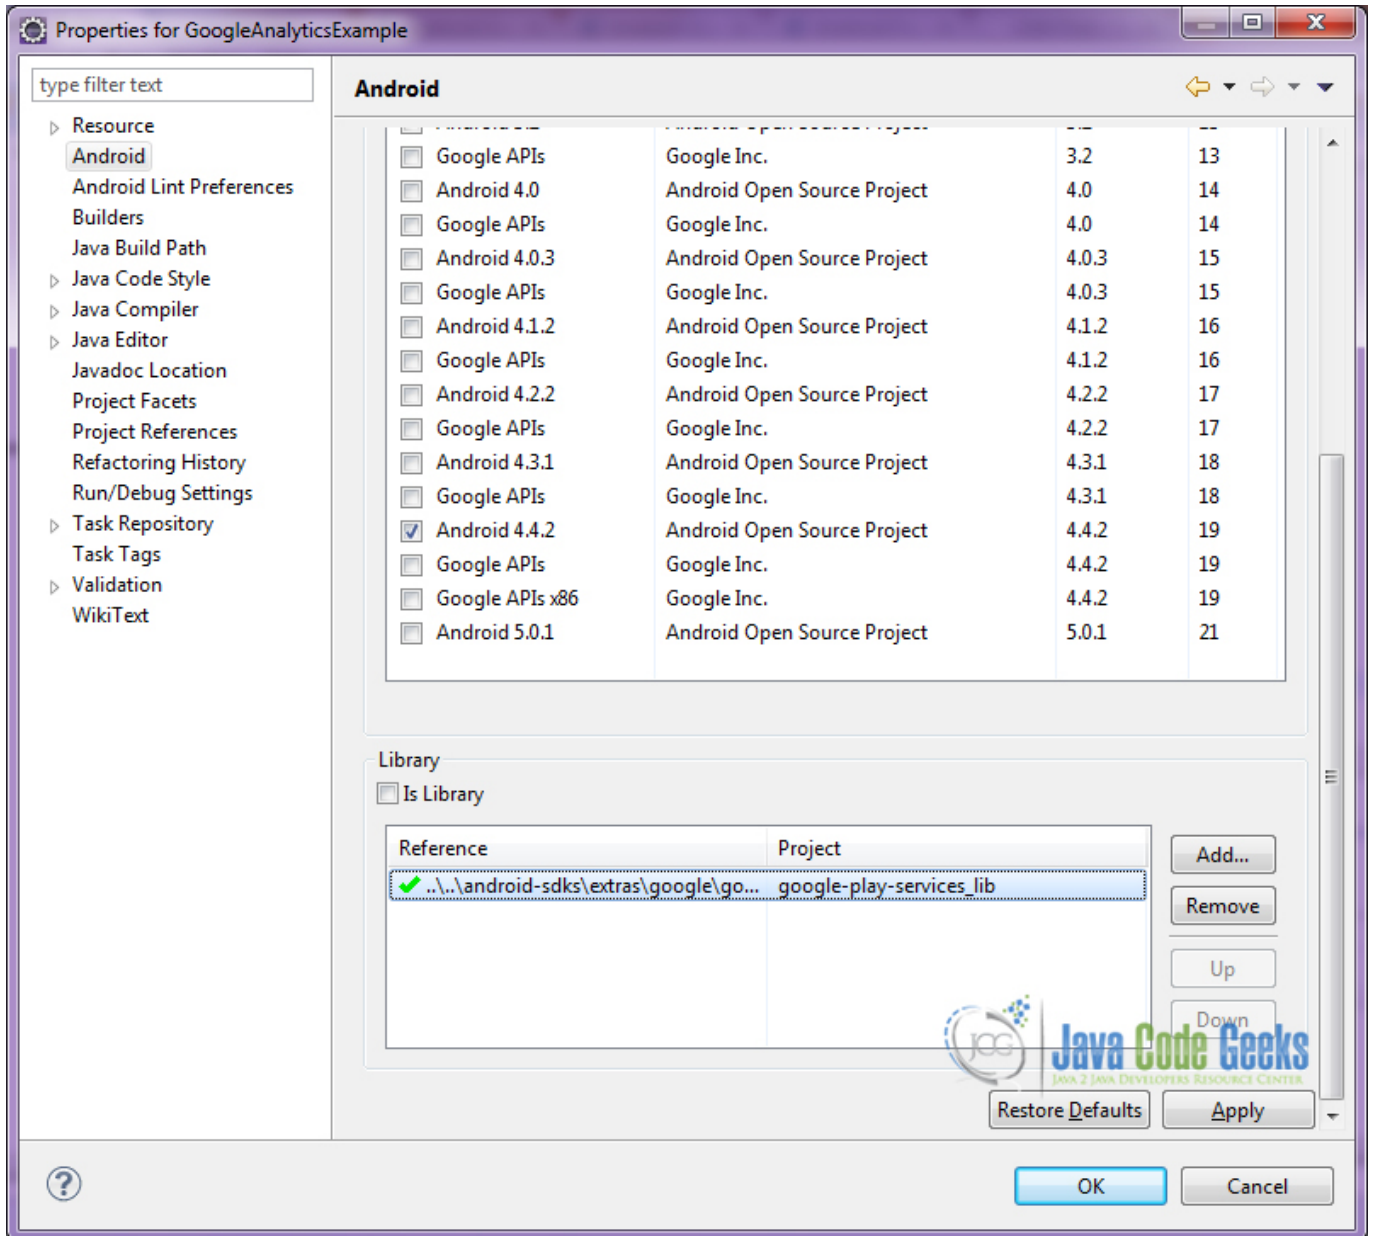 Properties for GoogleAnalyticsExample
type filter text
Resource
Android
Android Lint Preferences
Builders
Java Build Path
Java Code Style
Java Compiler
Java Editor
Javadoc Location
Project Facets
Project References
Refactoring History
Run/Debug Settings
Task Repository
Task Tags
Validation
WikiText
Android
Google APIs Google Inc. 3.2 13
Android 4.0 Android Open Source Project 4.0 14
Google APIs Google Inc. 4.0 14
Android 4.0.3 Android Open Source Project 4.0.3 15
Google APIs Google Inc. 4.0.3 15
Android 4.1.2 Android Open Source Project 4.1.2 16
Google APIs Google Inc. 4.1.2 16
Android 4.2.2 Android Open Source Project 4.2.2 17
Google APIs Google Inc. 4.2.2 17
Android 4.3.1 Android Open Source Project 4.3.1 18
Google APIs Google Inc. 4.3.1 18
Android 4.4.2 Android Open Source Project 4.4.2 19
Google APIs Google Inc. 4.4.2 19
Google APIs x86 Google Inc. 4.4.2 19
Android 5.0.1 Android Open Source Project 5.0.1 21
Library
Is Library
Reference Project
..\..\android-sdks\extras\google\go... google-play-services_lib
Add...
Remove
Up
Down
JCG
Java Code Geeks
JAVA 2 JAVA DEVELOPERS RESOURCE CENTER
Restore Defaults Apply
OK Cancel